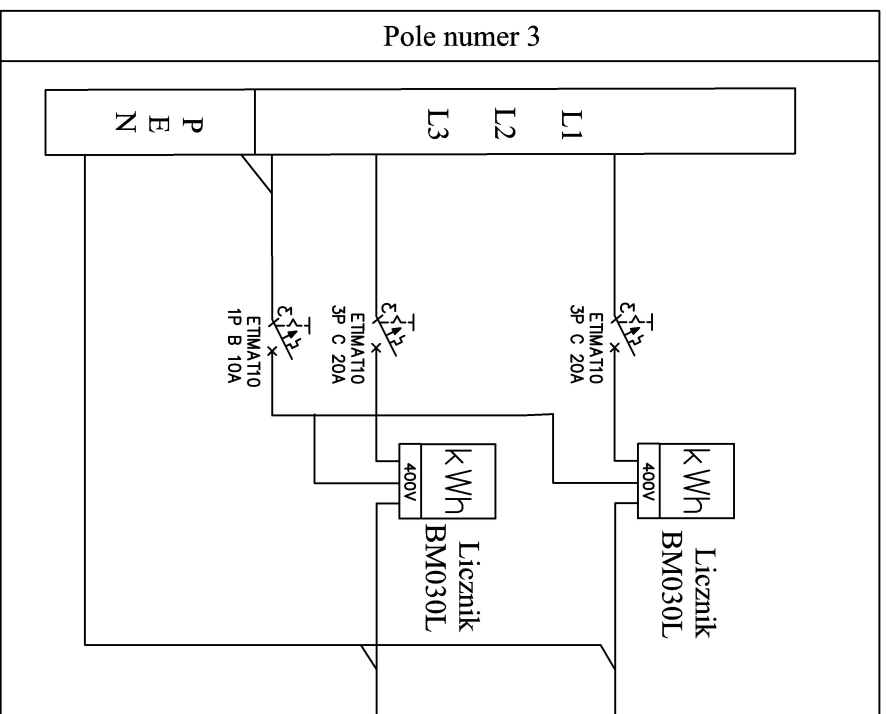 Pole numer 3
N E P
L3 L2 L1
ETIMAT10
1P B 10A
ETIMAT10
3P C 20A
ETIMAT10
3P C 20A
kWh
400V
Licznik
BM030L
kWh
400V
Licznik
BM030L